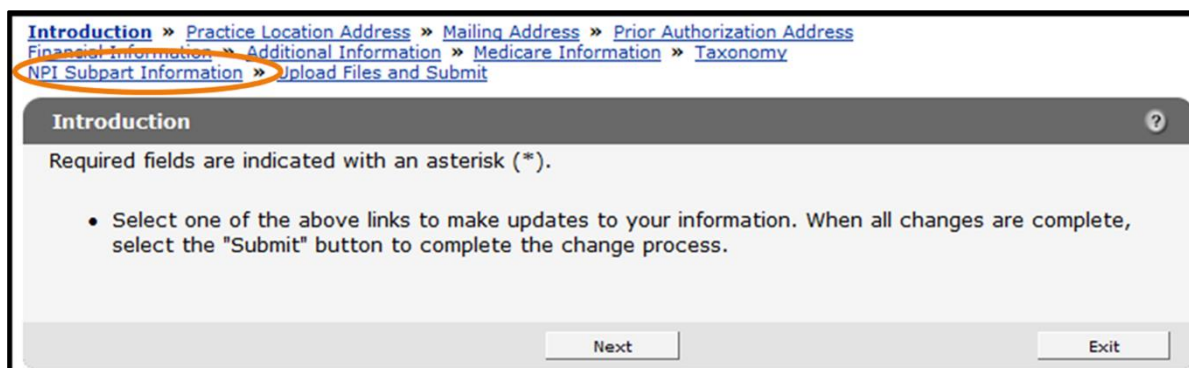 Introduction » Practice Location Address » Mailing Address » Prior Authorization Address
Financial Information » Additional Information » Medicare Information » Taxonomy
NPI Subpart Information » Upload Files and Submit
Introduction ?
Required fields are indicated with an asterisk (*).
• Select one of the above links to make updates to your information. When all changes are complete,
select the "Submit" button to complete the change process.
Next Exit